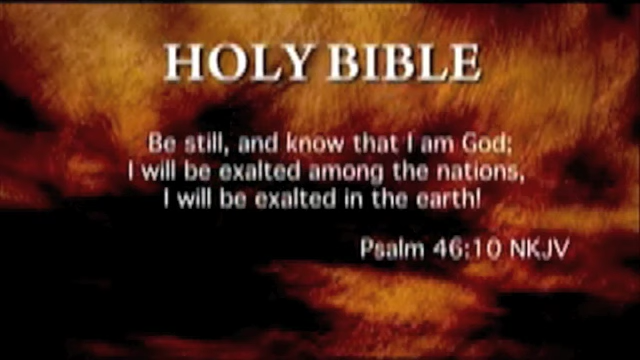 HOLY BIBLE
Be still, and know that I am God;
I will be exalted among the nations,
I will be exalted in the earth!
Psalm 46:10 NKJV